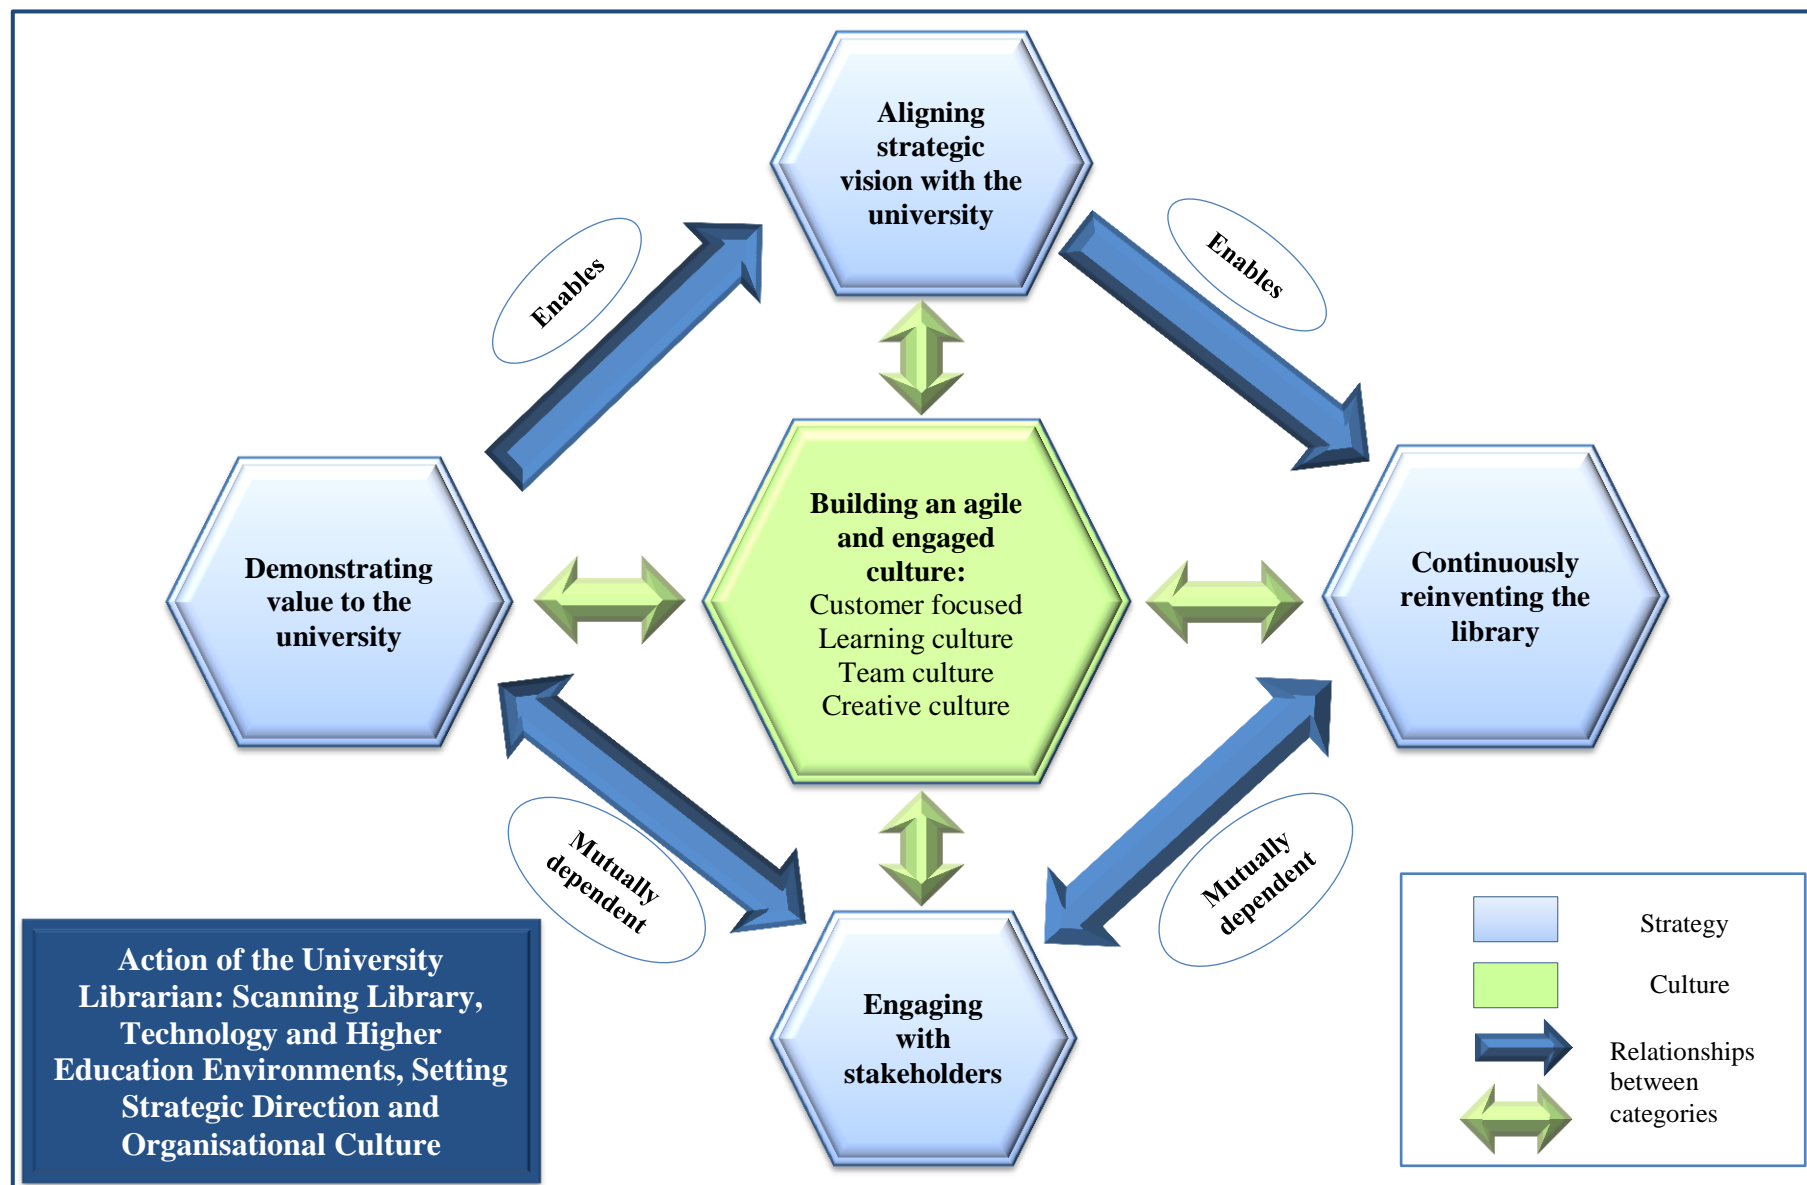 Aligning
strategic
vision with the
university
Enables
Enables
Building an agile
and engaged
culture:
Customer focused
Learning culture
Team culture
Creative culture
Demonstrating
value to the
university
Continuously
reinventing the
library
Mutually
dependent
Mutually
dependent
Engaging
with
stakeholders
Action of the University
Librarian: Scanning Library,
Technology and Higher
Education Environments, Setting
Strategic Direction and
Organisational Culture
Strategy
Culture
Relationships
between
categories